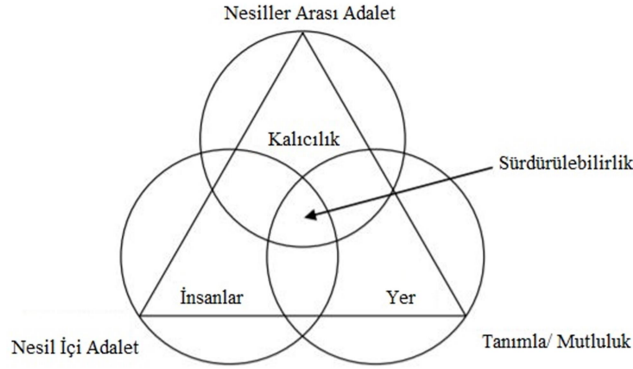 Nesiller Arası Adalet
Kalıcılık
Sürdürülebilirlik
İnsanlar
Yer
Nesil İçi Adalet
Tanımla/ Mutluluk